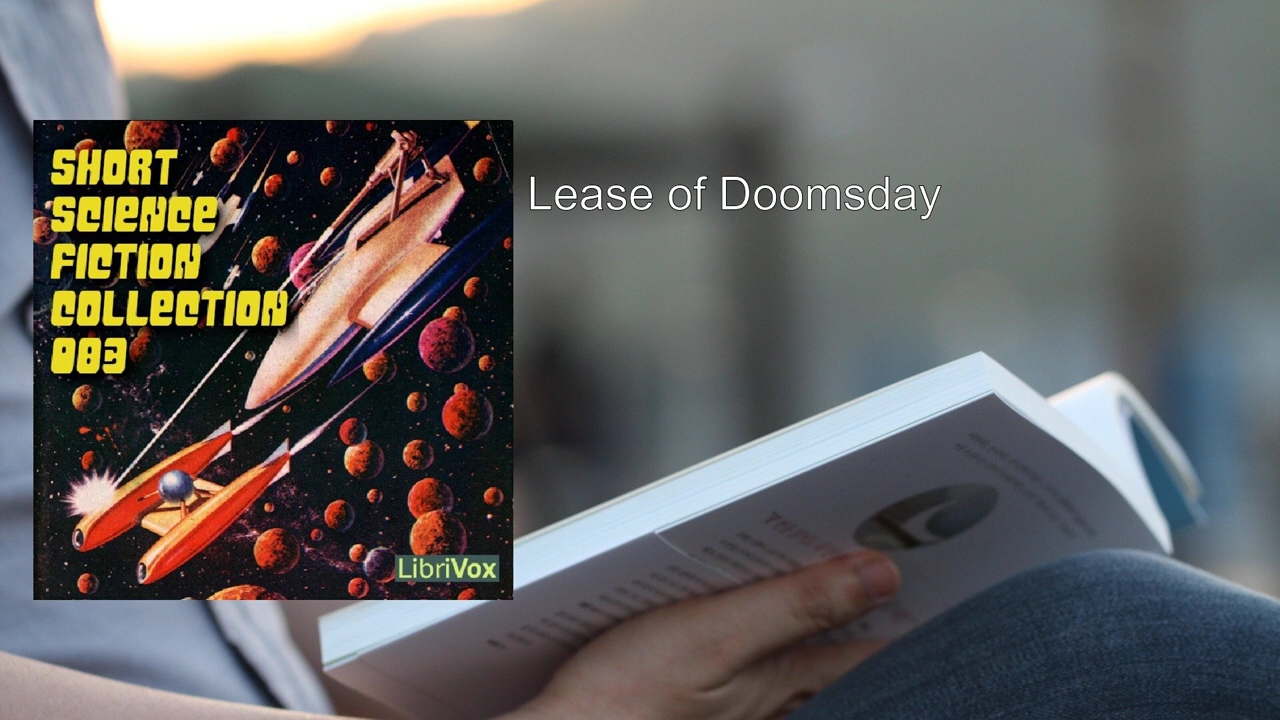 SHORT
SCIENCE
FICTION
COLLECTION
083
LibriVox
Lease of Doomsday